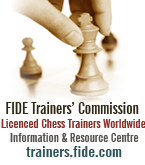 FIDE Trainers' Commission
Licenced Chess Trainers Worldwide
Information & Resource Centre
trainers.fide.com